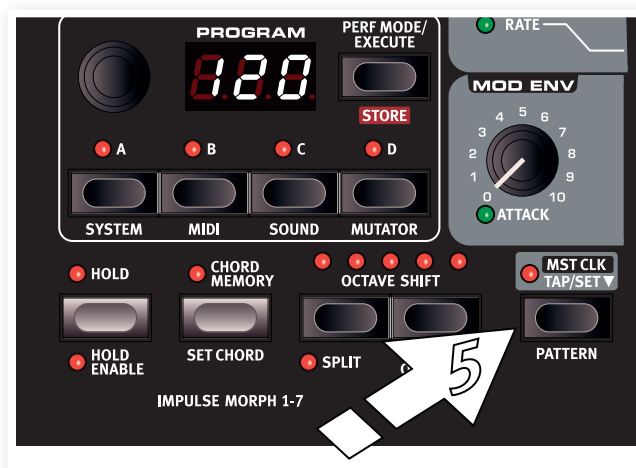 PROGRAM
PERF MODE/
EXECUTE
120
STORE
A
B
C
D
SYSTEM
MIDI
SOUND
MUTATOR
RATE
MOD ENV
0 1 2 3 4 5 6 7 8 9 10
ATTACK
HOLD
CHORD
MEMORY
OCTAVE SHIFT
MST CLK
TAP/SET ▼
HOLD
ENABLE
SET CHORD
SPLIT
5
PATTERN
IMPULSE MORPH 1-7